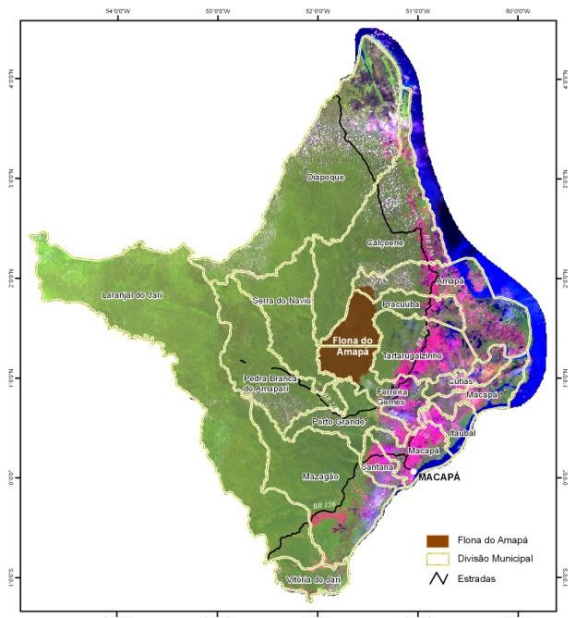 54°0'0"W 53°0'0"W 52°0'0"W 51°0'0"W 50°0'0"W
4°0'0"N
3°0'0"N
2°0'0"N
1°0'0"N
0°0'0"
1°0'0"S
Oiapoque
Calçoene
BR 156
Amapá
Laranjal do Jari
Serra do Navio
Pracuúba
Flona do
Amapá
Tartarugalzinho
Pedra Branca
do Amapari
Ferreira
Gomes
Cutias
Macapá
Porto Grande
Itaubal
Macapá
Santana
MACAPÁ
Mazagão
BR 156
Vitória do Jari
Flona do Amapá
Divisão Municipal
Estradas